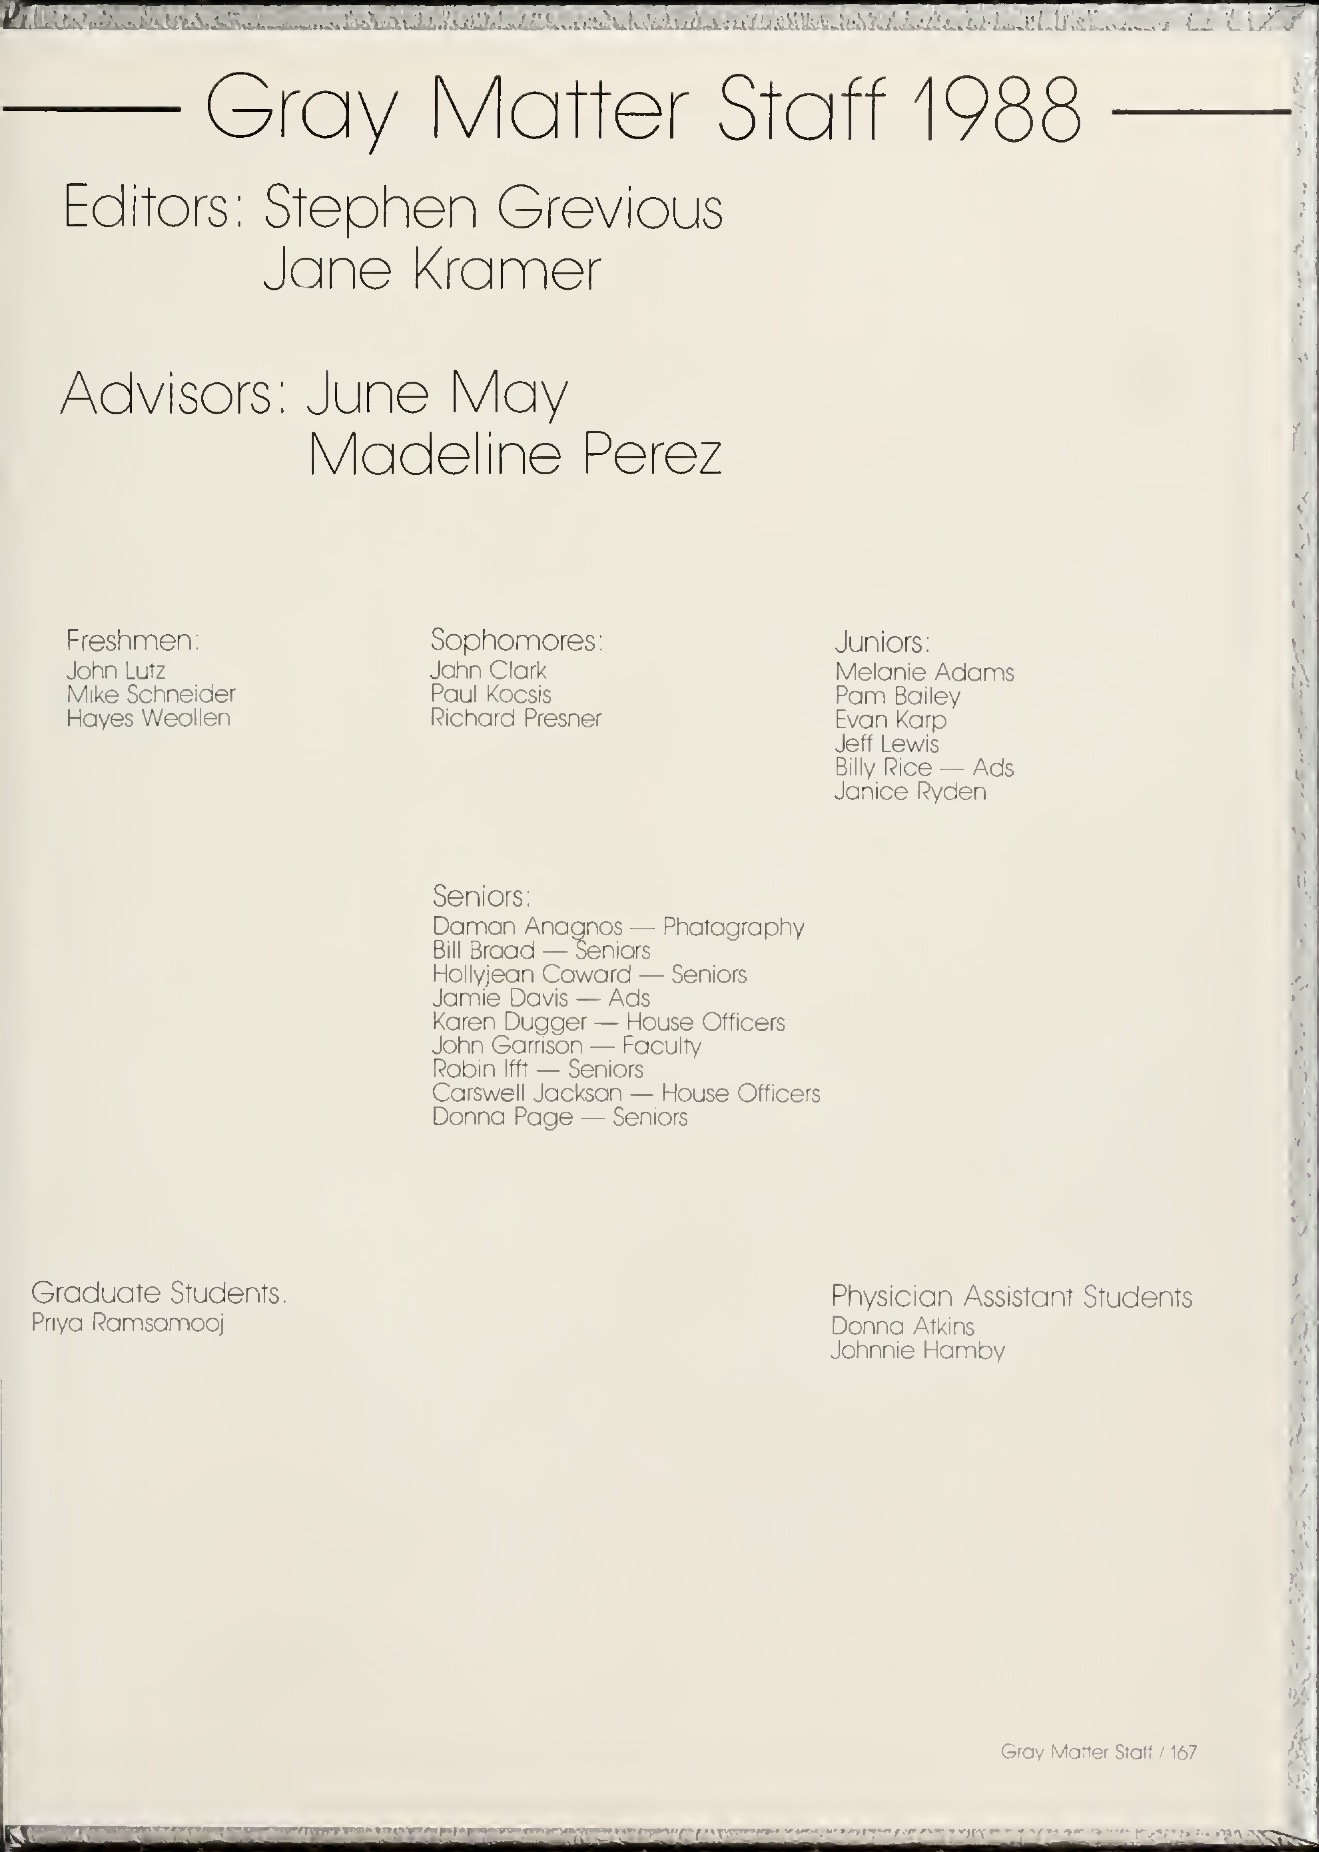 Gray Matter Staff 1988
Editors: Stephen Grevious
Jane Kramer
Advisors: June May
Madeline Perez
Freshmen:
John Lutz
Mike Schneider
Hayes Weollen
Sophomores:
John Clark
Paul Kocsis
Richard Presner
Juniors:
Melanie Adams
Pam Bailey
Evan Karp
Jeff Lewis
Billy Rice — Ads
Janice Ryden
Seniors:
Damon Anagnos — Photography
Bill Broad — Seniors
Hollyjean Coward — Seniors
Jamie Davis — Ads
Karen Dugger — House Officers
John Garrison — Faculty
Robin Ifft — Seniors
Carswell Jackson — House Officers
Donna Page — Seniors
Graduate Students.
Priya Ramsamooj
Physician Assistant Students
Donna Atkins
Johnnie Hamby
Gray Matter Staff / 167